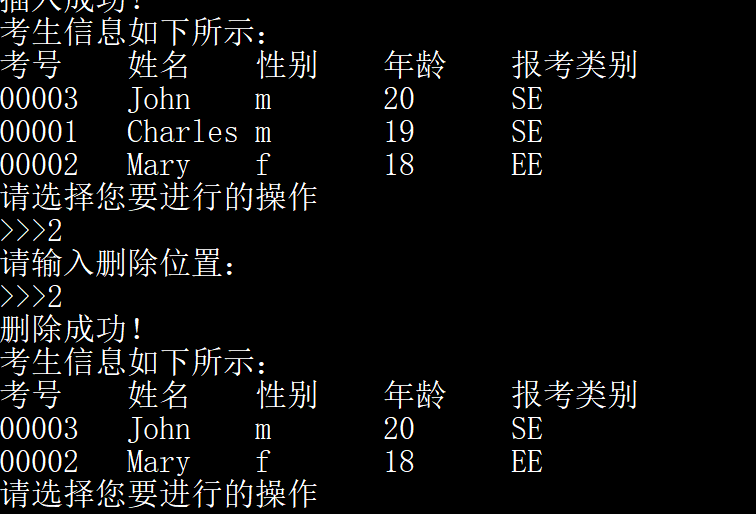 插入成功!
考生信息如下所示:
考号 姓名 性别 年龄 报考类别
00003 John m 20 SE
00001 Charles m 19 SE
00002 Mary f 18 EE
请选择您要进行的操作
>>>2
请输入删除位置:
>>>2
删除成功!
考生信息如下所示:
考号 姓名 性别 年龄 报考类别
00003 John m 20 SE
00002 Mary f 18 EE
请选择您要进行的操作